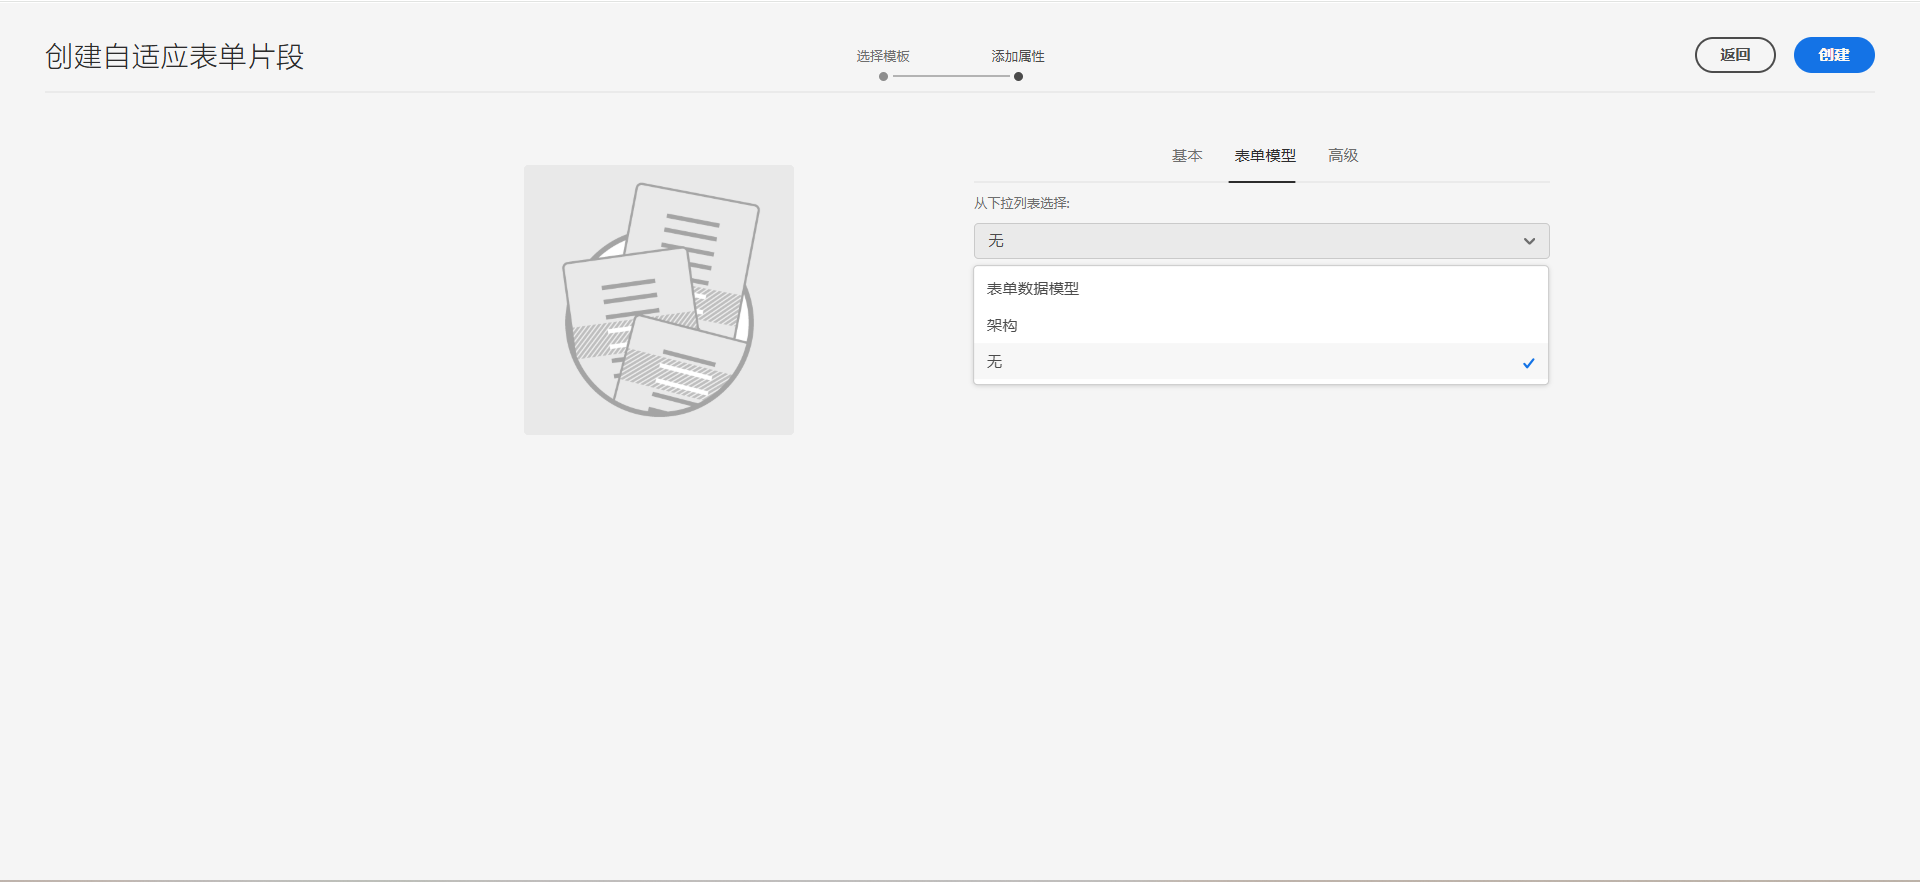 创建自适应表单片段
选择模板
添加属性
返回
创建
基本
表单模型
高级
从下拉列表选择:
无
表单数据模型
架构
无